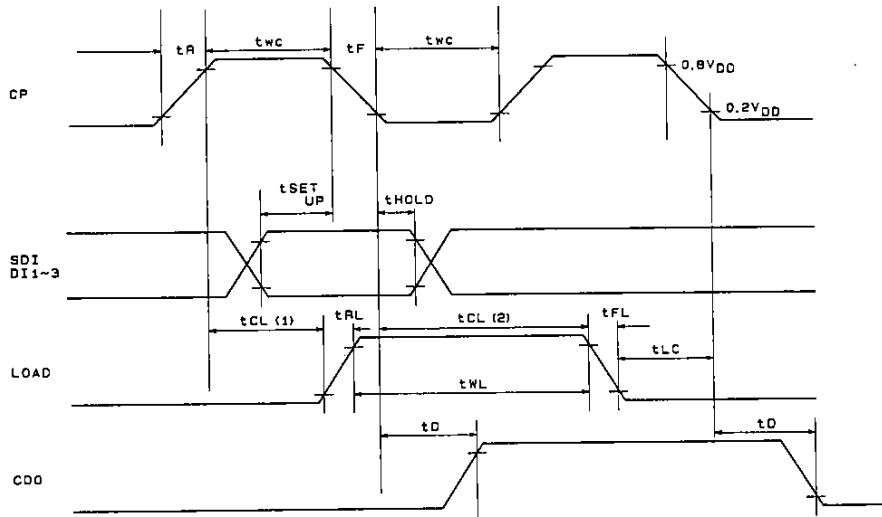 tR
twc
tF
twc
CP
0.8VDD
0.2VDD
tSET
UP
tHOLD
SDI
DI1~3
tCL (1)
tRL
tCL (2)
tFL
tLC
LOAD
tWL
tD
tD
CDO